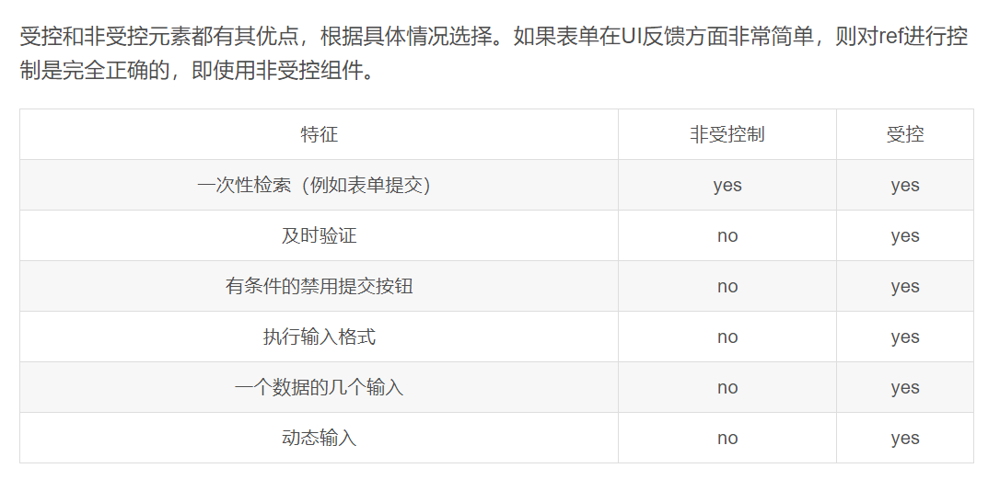 受控和非受控元素都有其优点，根据具体情况选择。如果表单在UI反馈方面非常简单，则对ref进行控
制是完全正确的，即使用非受控组件。
特征 非受控制 受控
一次性检索（例如表单提交） yes yes
及时验证 no yes
有条件的禁用提交按钮 no yes
执行输入格式 no yes
一个数据的几个输入 no yes
动态输入 no yes